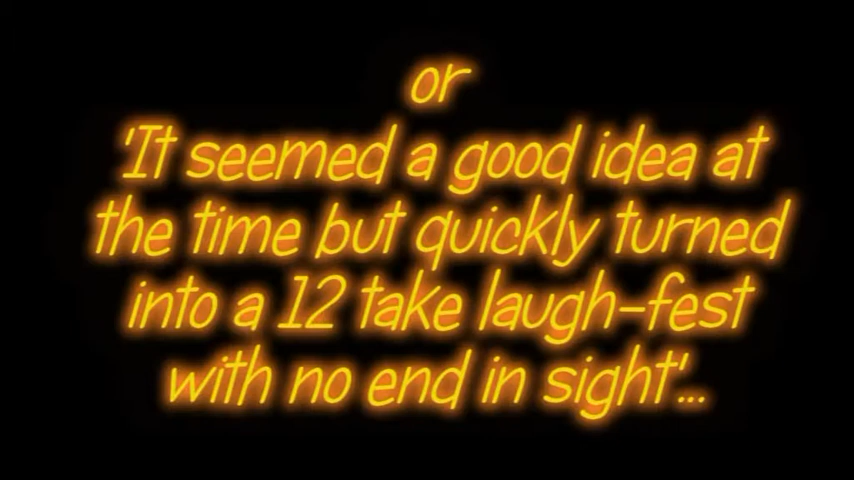 or
'It seemed a good idea at
the time but quickly turned
into a 12 take laugh-fest
with no end in sight'...